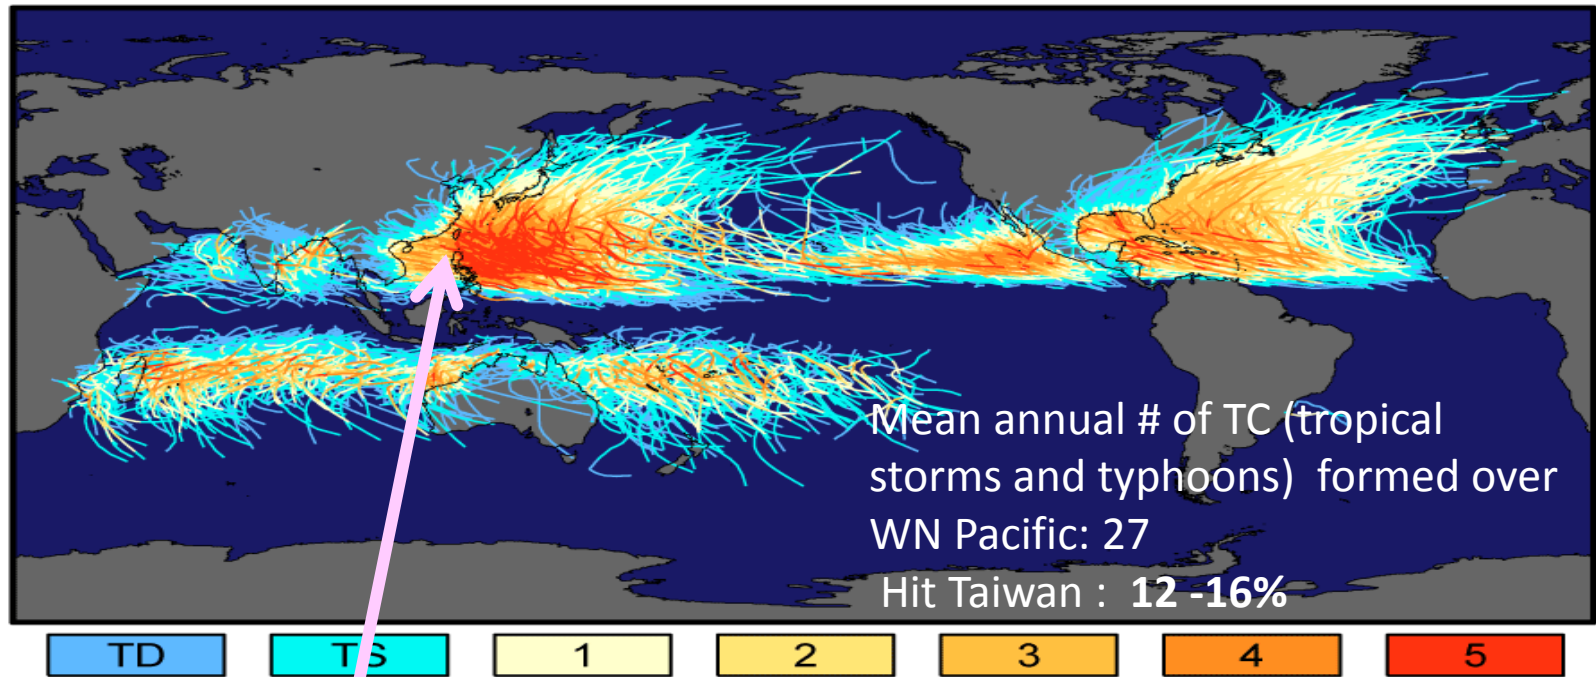 Mean annual # of TC (tropical
storms and typhoons) formed over
WN Pacific: 27
Hit Taiwan : 12 -16%
TD TS 1 2 3 4 5